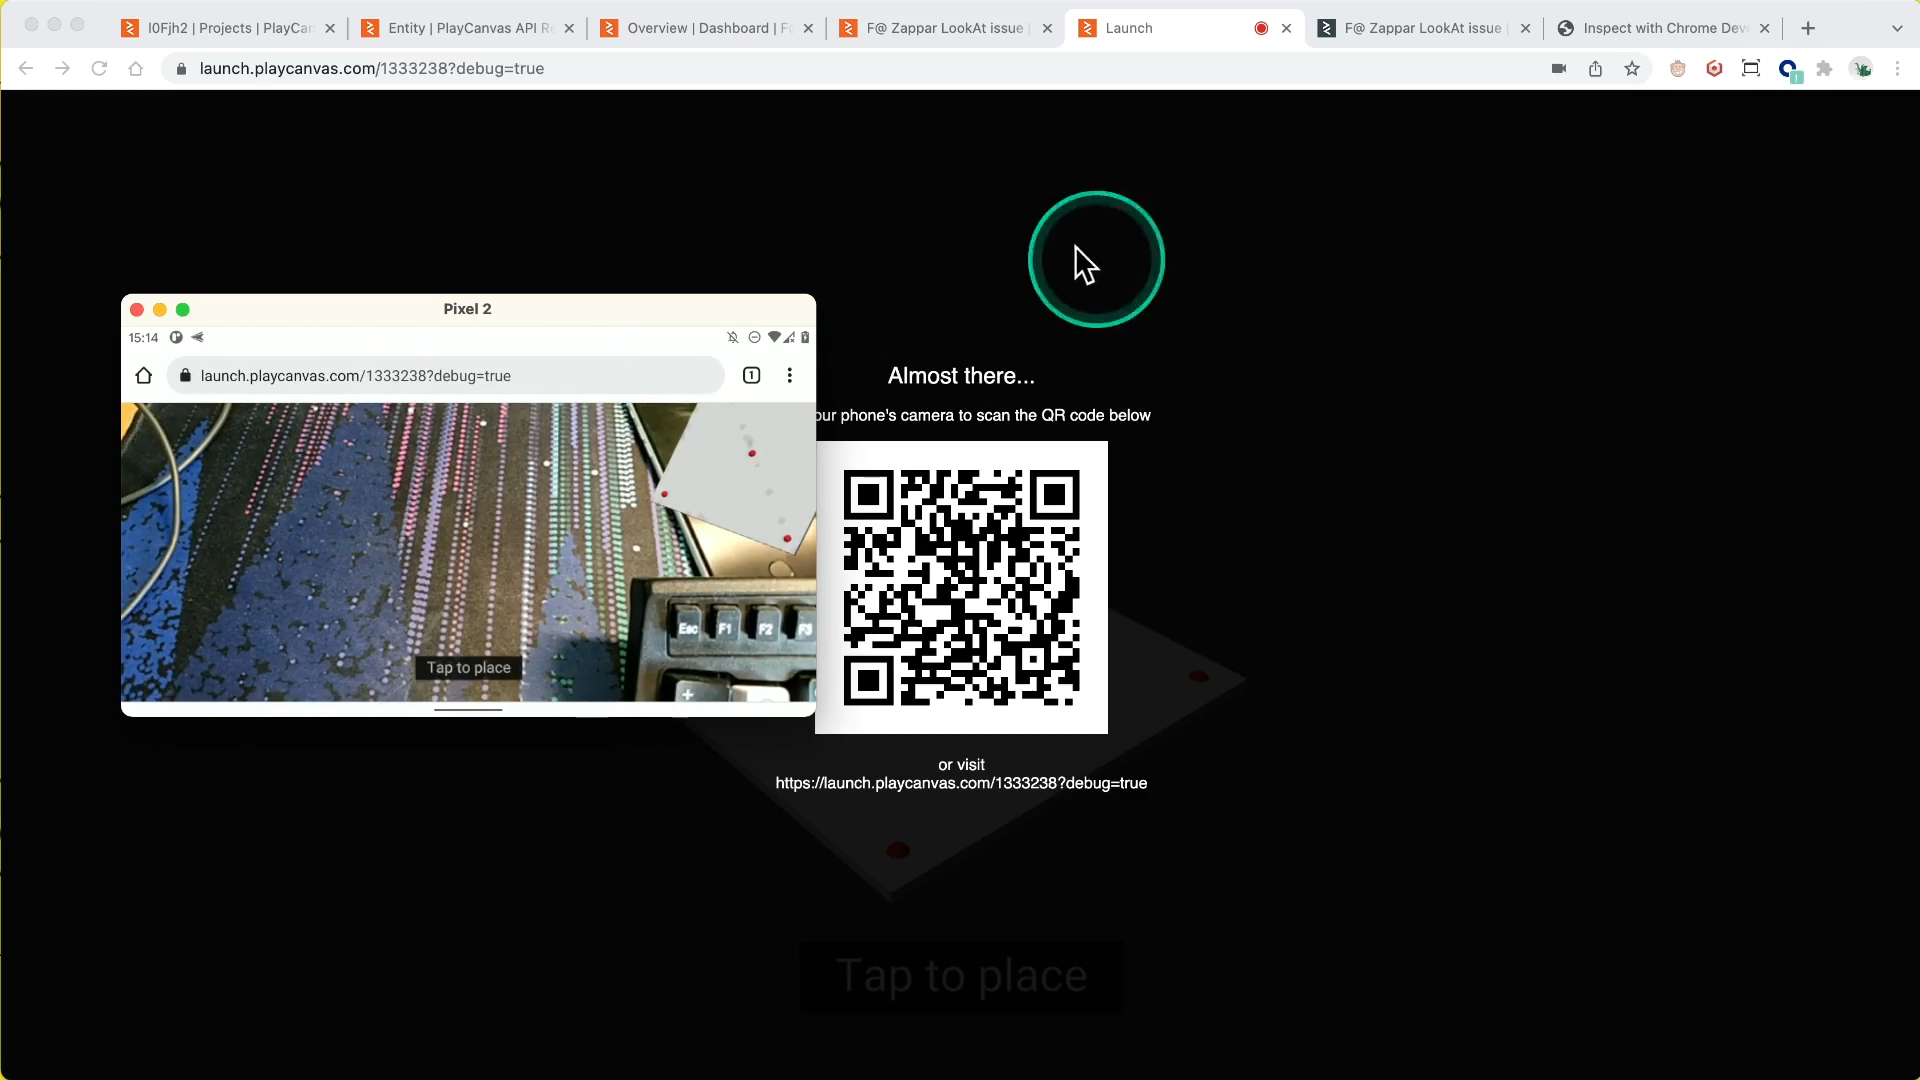 I0Fjh2 | Projects | PlayCan
Entity | PlayCanvas API Re
Overview | Dashboard | F
F@ Zappar LookAt issue |
Launch
F@ Zappar LookAt issue |
Inspect with Chrome Dev
launch.playcanvas.com/1333238?debug=true
Pixel 2
15:14
launch.playcanvas.com/1333238?debug=true
1
Almost there...
our phone's camera to scan the QR code below
Esc F1 F2 F3
Tap to place
or visit
https://launch.playcanvas.com/1333238?debug=true
Tap to place